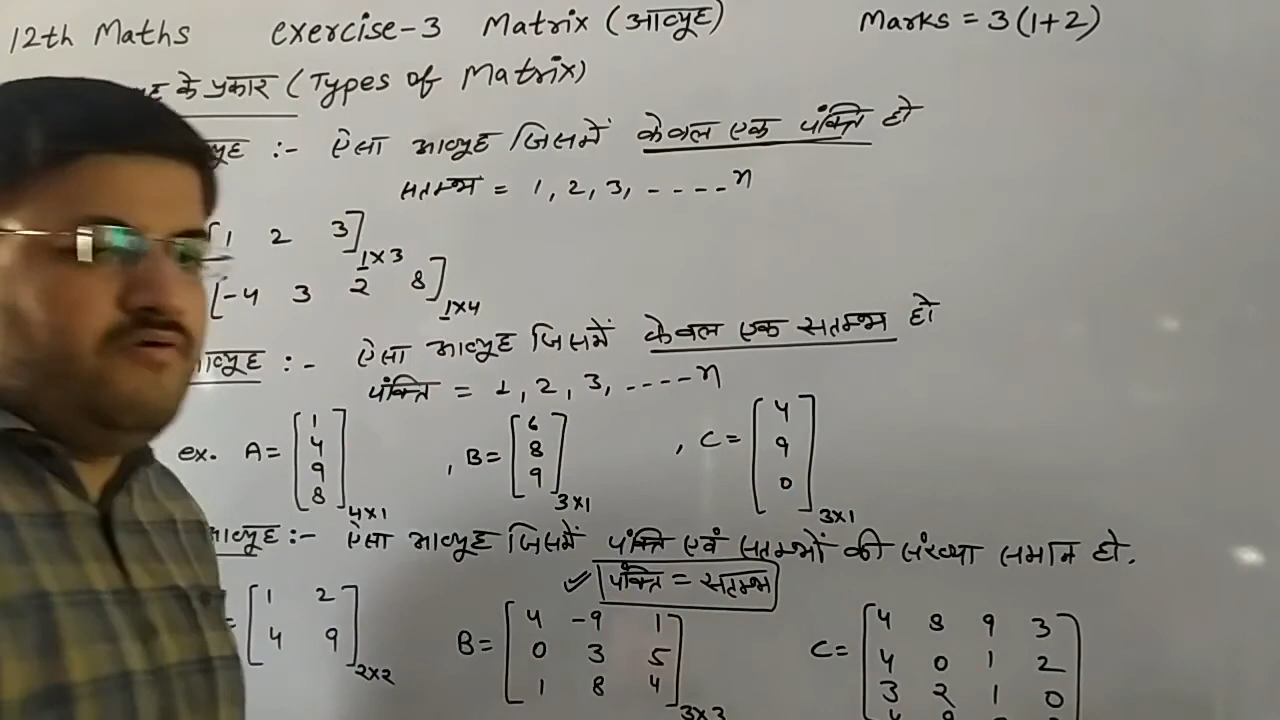 12th Maths exercise-3 Matrix (आव्यूह) Marks = 3(1+2)
के प्रकार (Types of Matrix)
:- ऐसा आव्यूह जिसमें केवल एक पंक्ति हो
स्तम्भ = 1, 2, 3, ----n
[1 2 3]1×3
[-4 3 2 8]1×4
आव्यूह :- ऐसा आव्यूह जिसमें केवल एक स्तम्भ हो
पंक्ति = 1, 2, 3, ----n
ex. A = [1 4 9 8]4×1 , B = [6 8 9]3×1 , C = [4 9 0]3×1
आव्यूह :- ऐसा आव्यूह जिसमें पंक्ति एवं स्तम्भों की संख्या समान हो.
✓ पंक्ति = स्तम्भ
= [1 2
4 9]2×2
B = [4 -9 1
0 3 5
1 8 4]3×3
C = [4 8 9 3
4 0 1 2
3 2 1 0